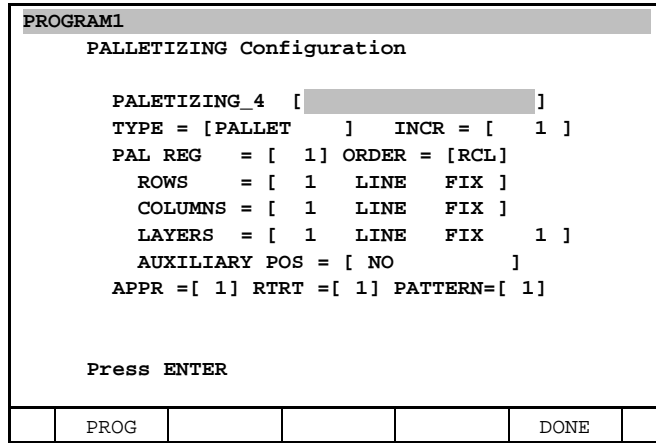 PROGRAM1
PALLETIZING Configuration
PALETIZING_4 [ ]
TYPE = [PALLET ] INCR = [ 1 ]
PAL REG = [ 1] ORDER = [RCL]
ROWS = [ 1 LINE FIX ]
COLUMNS = [ 1 LINE FIX ]
LAYERS = [ 1 LINE FIX 1 ]
AUXILIARY POS = [ NO ]
APPR =[ 1] RTRT =[ 1] PATTERN=[ 1]
Press ENTER
PROG DONE